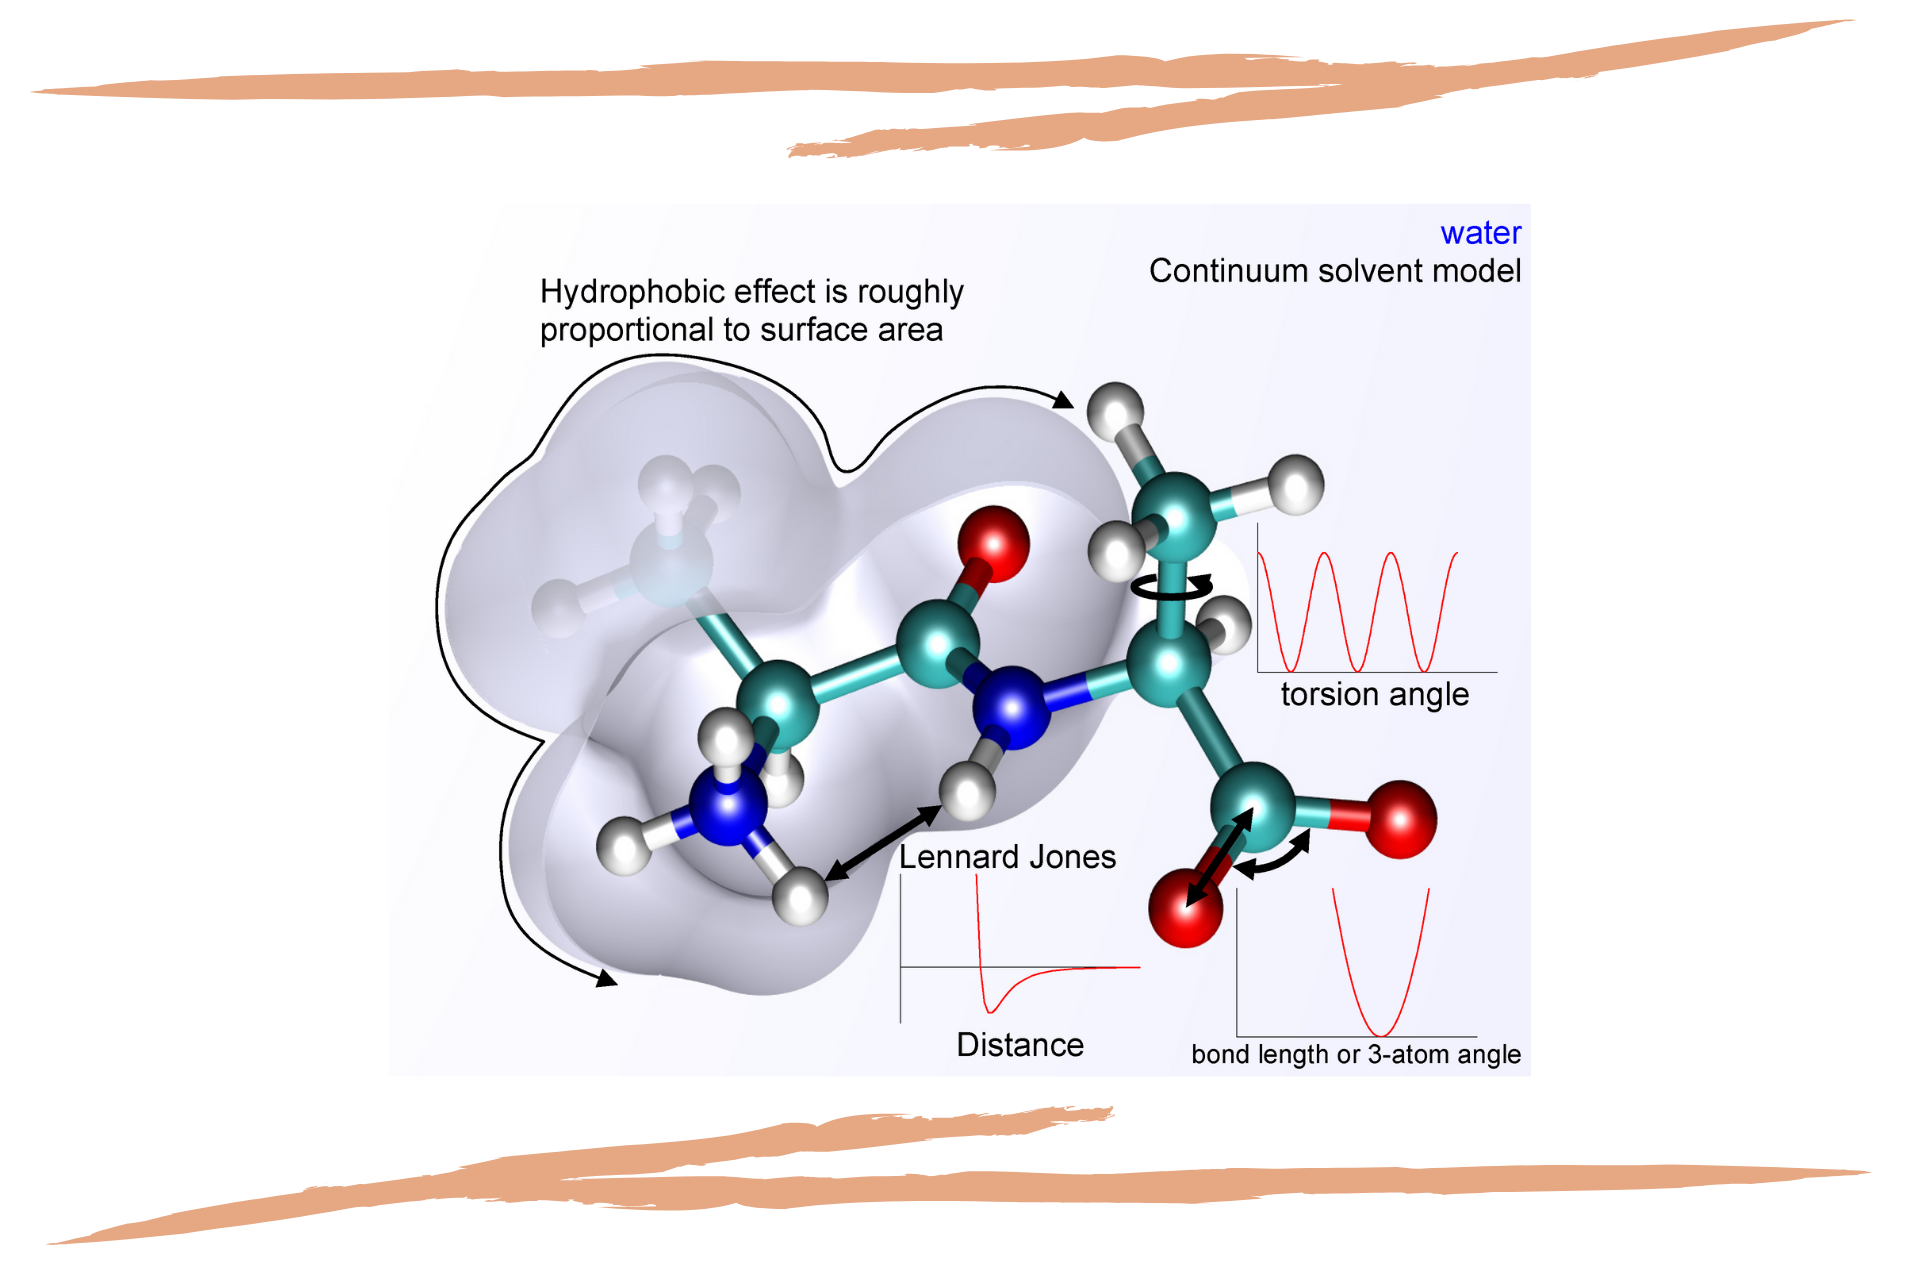 water
Continuum solvent model
Hydrophobic effect is roughly
proportional to surface area
torsion angle
Lennard Jones
Distance
bond length or 3-atom angle